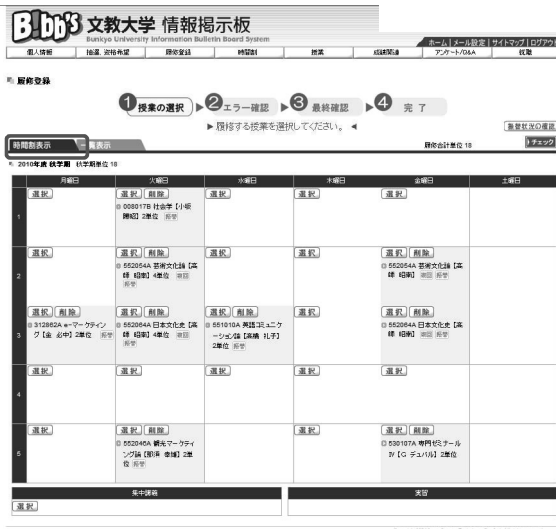 B!bb's 文教大学 情報掲示板
Bunkyo University Information Bulletin Board System
ホーム | メール設定 | サイトマップ | ログアウト
個人情報 抽選、資格希望 履修登録 時間割 授業 成績関連 アンケート/Q&A 就職
履修登録
1 授業の選択 2 エラー確認 3 最終確認 4 完了
▶ 履修する授業を選択してください。 ◀
時間割表示 一覧表示 履修合計単位 18 チェック
2010年度 秋学期 秋学期単位 18
月曜日 火曜日 水曜日 木曜日 金曜日 土曜日
1
選択
選択 削除
008017B 社会学【小坂
勝昭】2単位
選択
選択
選択
2
選択
選択 削除
552054A 芸術文化論【高
昭南】4単位
選択
選択
選択 削除
552054A 芸術文化論【高
昭南】
3
選択 削除
312862A e-マーケティン
グ【金 必中】2単位
選択 削除
552064A 日本文化史【高
昭南】4単位
選択 削除
551010A 英語コミュニケ
ーション論【高橋 礼子】
2単位
選択
選択 削除
552064A 日本文化史【高
昭南】
4
選択
選択
選択
選択
選択
5
選択
選択 削除
552046A 観光マーケティ
ング論【那須 幸雄】2単
位
選択
選択 削除
530107A 専門ゼミナール
IV【G デュバル】2単位
集中講義 実習
選択